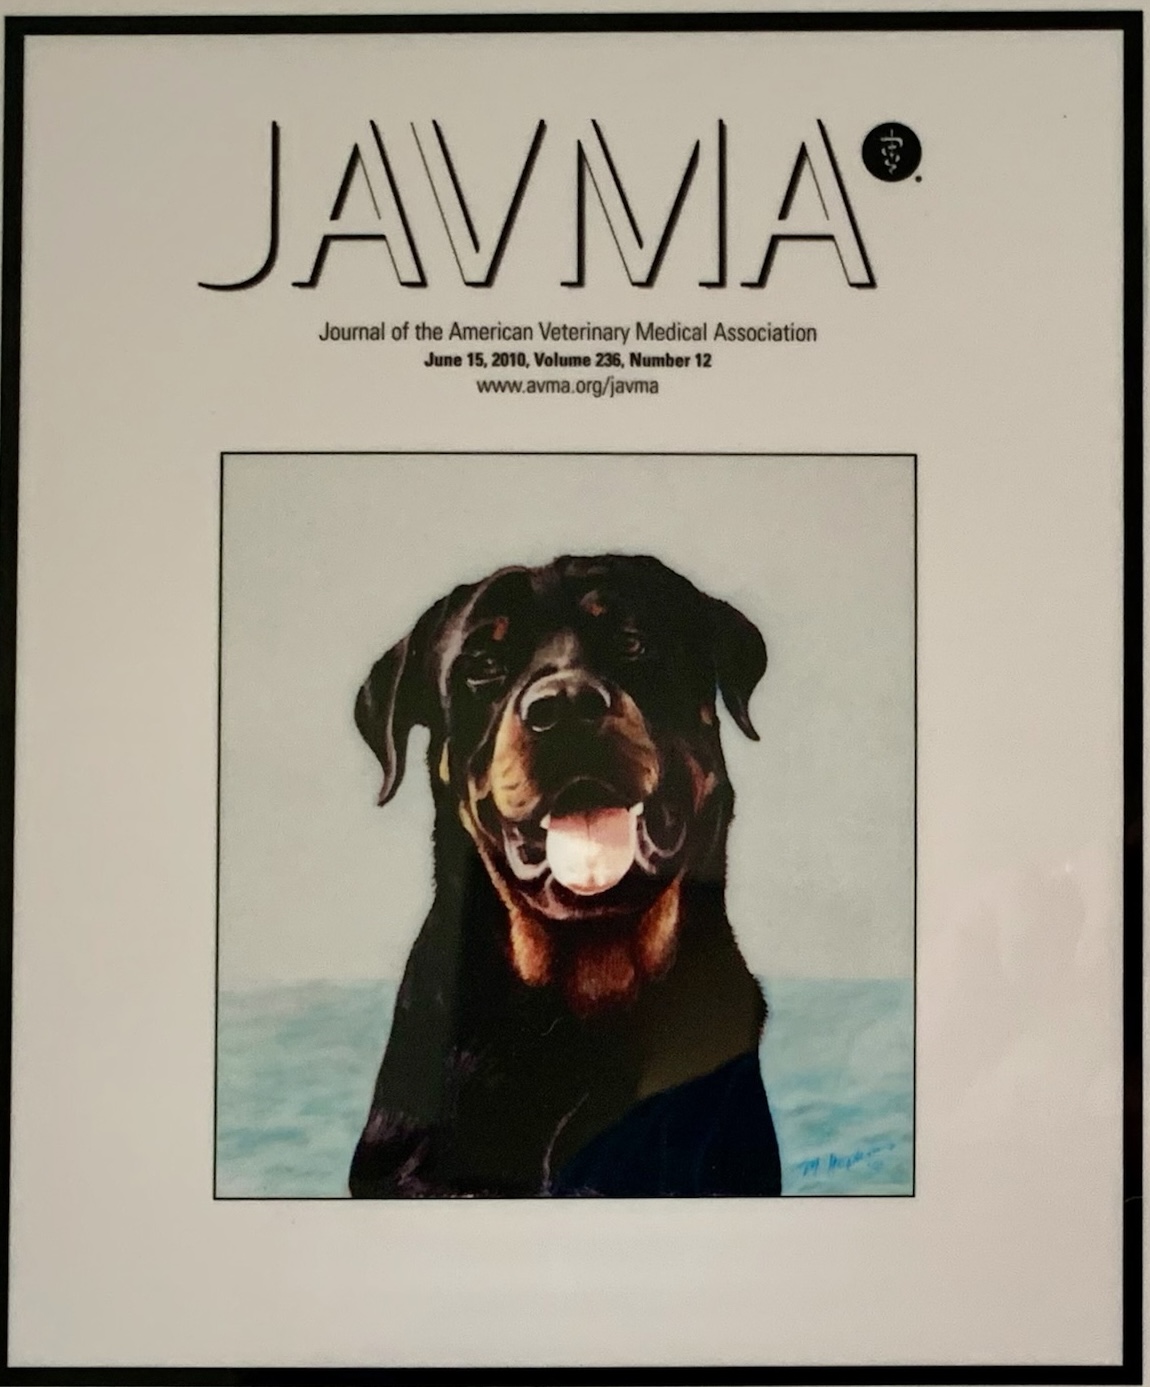 JAVMA
Journal of the American Veterinary Medical Association
June 15, 2010, Volume 236, Number 12
www.avma.org/javma
M.